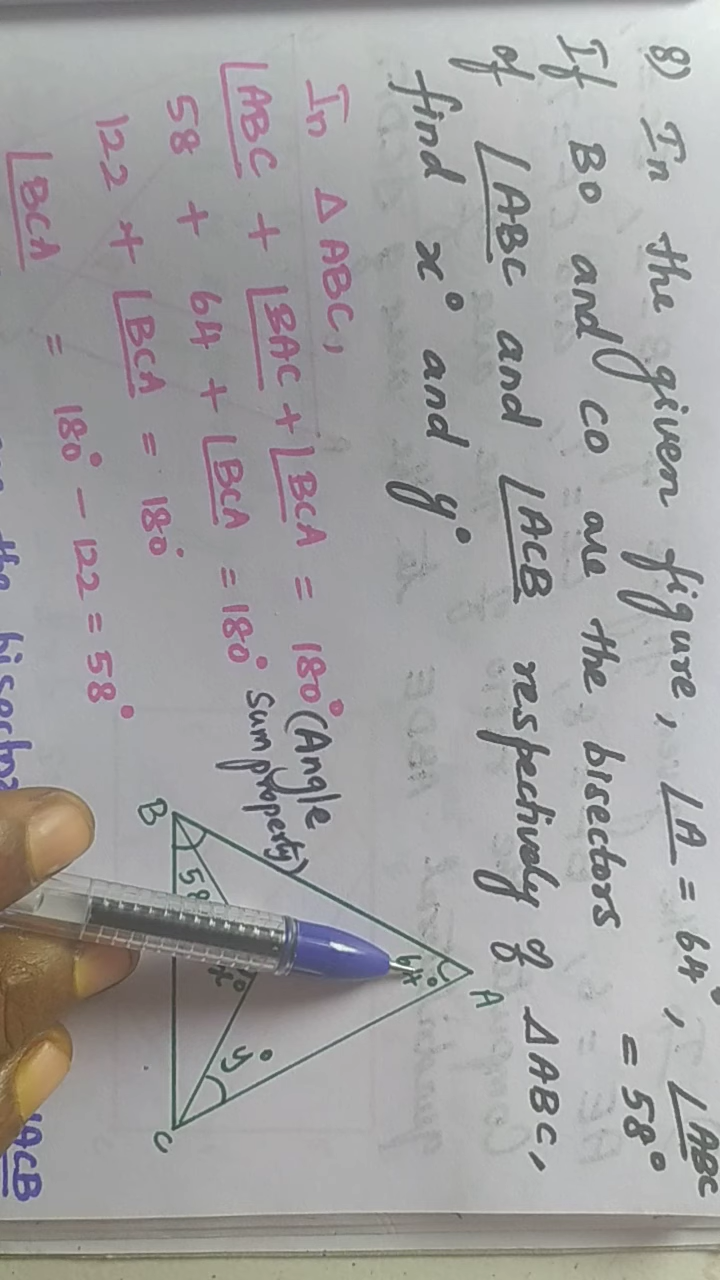 8) In the given figure, ∠A = 64°, ∠ABC
= 58°
If BO and CO are the bisectors
of ∠ABC and ∠ACB respectively of ΔABC,
find x° and y°
In ΔABC,
∠ABC + ∠BAC + ∠BCA = 180° (Angle
sum property)
58 + 64 + ∠BCA = 180°
122 + ∠BCA = 180°
∠BCA = 180° - 122 = 58°
A
64°
B
58
x°
y°
C
∠ACB